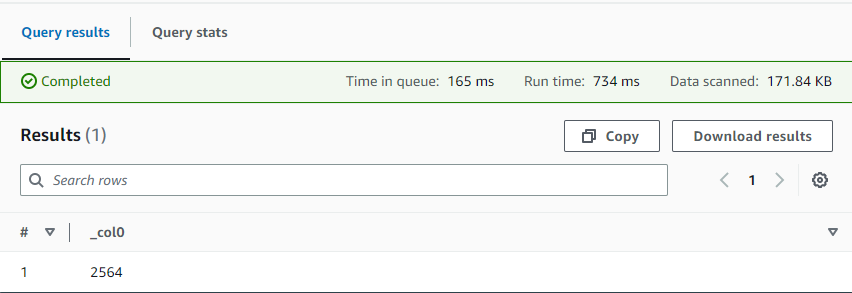 Query results Query stats
Completed Time in queue: 165 ms Run time: 734 ms Data scanned: 171.84 KB
Results (1) Copy Download results
Search rows 1
# _col0
1 2564